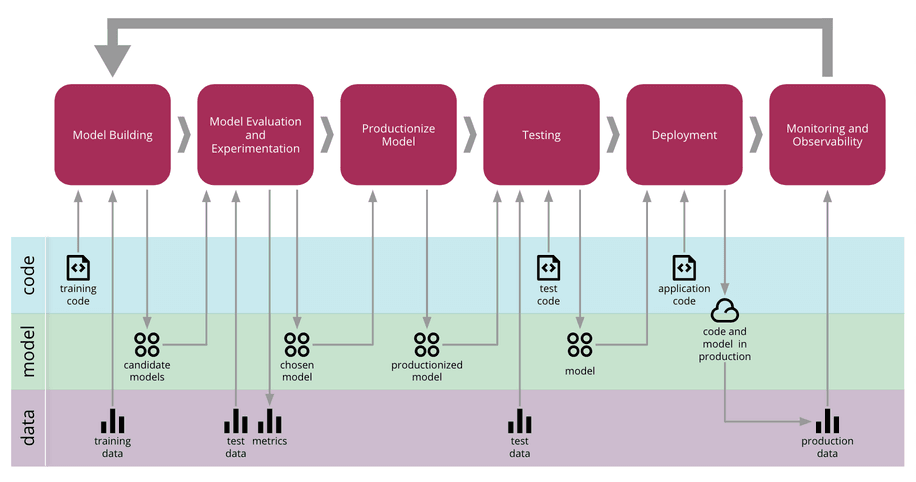 Model Building
Model Evaluation
and
Experimentation
Productionize
Model
Testing
Deployment
Monitoring and
Observability
code
training
code
test
code
application
code
model
candidate
models
chosen
model
productionized
model
model
code and
model in
production
data
training
data
test
data
metrics
test
data
production
data